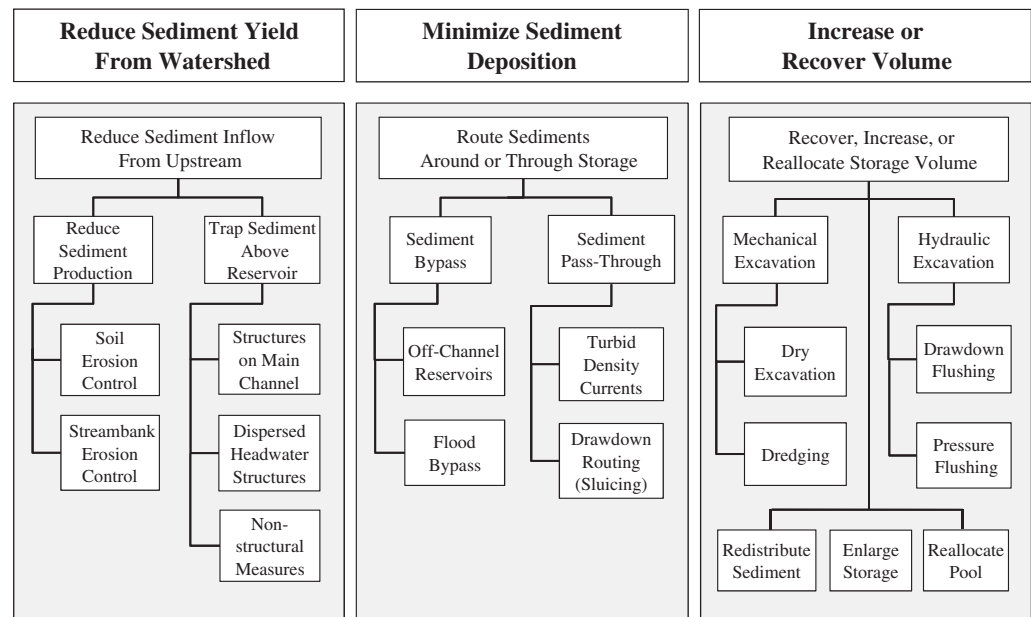 Reduce Sediment Yield
From Watershed
Minimize Sediment
Deposition
Increase or
Recover Volume
Reduce Sediment Inflow
From Upstream
Reduce
Sediment
Production
Trap Sediment
Above
Reservoir
Soil
Erosion
Control
Structures
on Main
Channel
Streambank
Erosion
Control
Dispersed
Headwater
Structures
Non-
structural
Measures
Route Sediments
Around or Through Storage
Sediment
Bypass
Sediment
Pass-Through
Off-Channel
Reservoirs
Turbid
Density
Currents
Flood
Bypass
Drawdown
Routing
(Sluicing)
Recover, Increase, or
Reallocate Storage Volume
Mechanical
Excavation
Hydraulic
Excavation
Dry
Excavation
Drawdown
Flushing
Dredging
Pressure
Flushing
Redistribute
Sediment
Enlarge
Storage
Reallocate
Pool